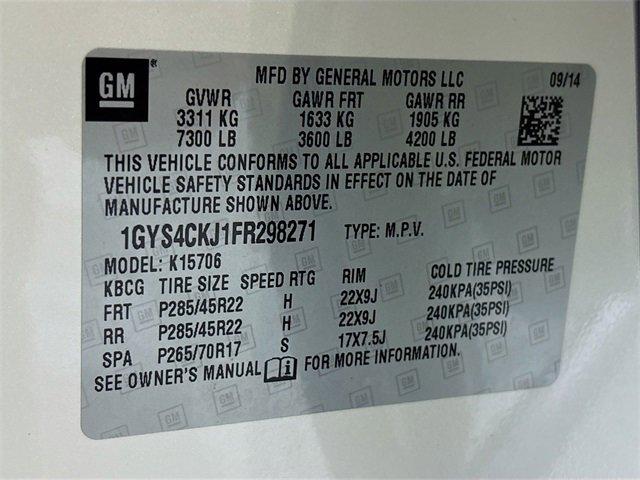 GM ®
MFD BY GENERAL MOTORS LLC 09/14
GVWR GAWR FRT GAWR RR
3311 KG 1633 KG 1905 KG
7300 LB 3600 LB 4200 LB
THIS VEHICLE CONFORMS TO ALL APPLICABLE U.S. FEDERAL MOTOR
VEHICLE SAFETY STANDARDS IN EFFECT ON THE DATE OF
MANUFACTURE SHOWN ABOVE.
1GYS4CKJ1FR298271 TYPE: M.P.V.
MODEL: K15706
KBCG TIRE SIZE SPEED RTG RIM COLD TIRE PRESSURE
FRT P285/45R22 H 22X9J 240KPA(35PSI)
RR P285/45R22 H 22X9J 240KPA(35PSI)
SPA P265/70R17 S 17X7.5J 240KPA(35PSI)
SEE OWNER'S MANUAL FOR MORE INFORMATION.